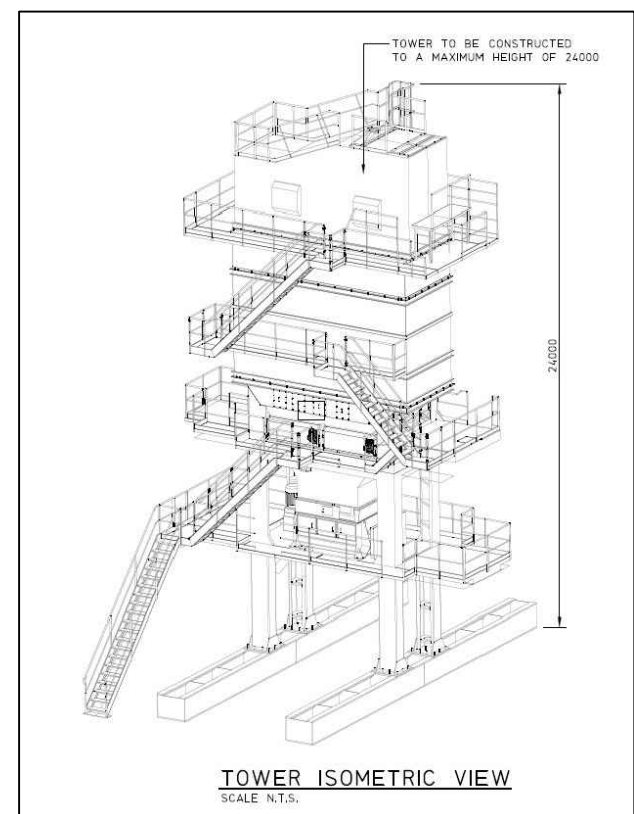 TOWER TO BE CONSTRUCTED
TO A MAXIMUM HEIGHT OF 24000
24000
TOWER ISOMETRIC VIEW
SCALE N.T.S.